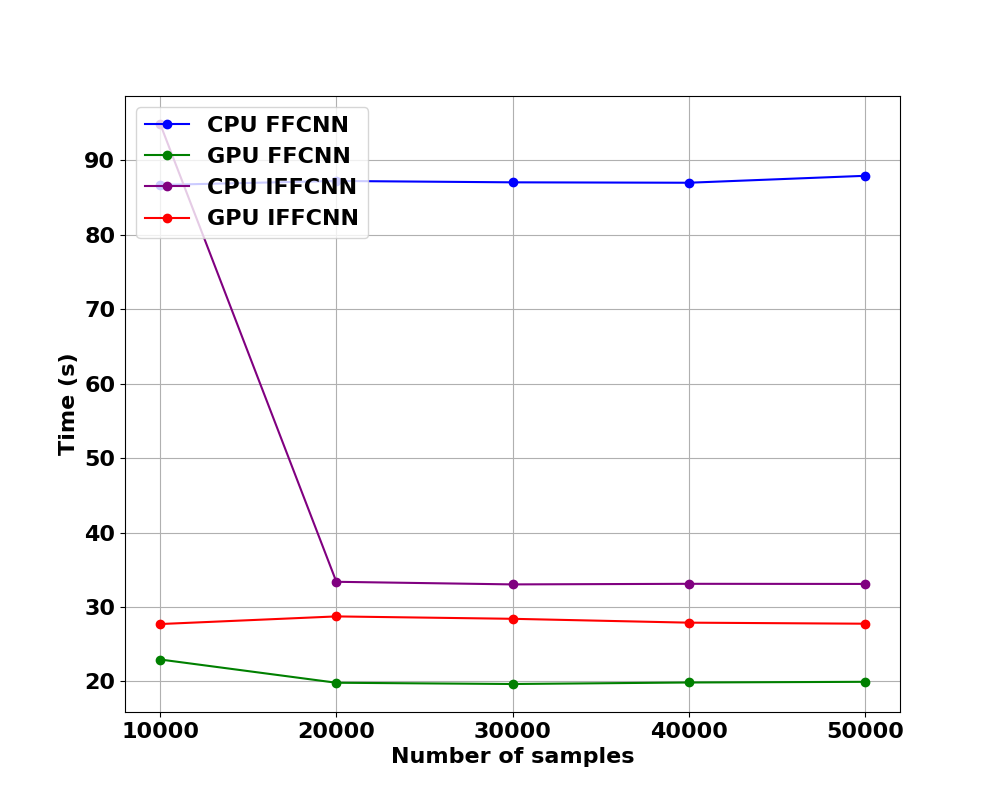 CPU FFCNN
GPU FFCNN
CPU IFFCNN
GPU IFFCNN
90
80
70
60
50
40
30
20
Time (s)
10000 20000 30000 40000 50000
Number of samples